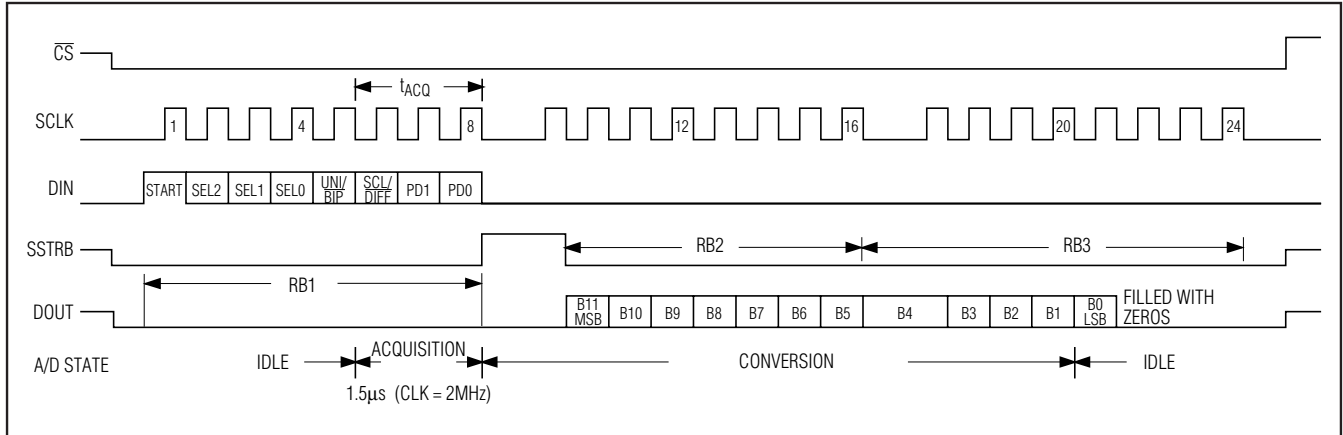 CS
tACQ
SCLK 1 4 8 12 16 20 24
DIN START SEL2 SEL1 SEL0 UNI/BIP SCL/DIFF PD1 PD0
SSTRB RB2 RB3
RB1
DOUT B11 MSB B10 B9 B8 B7 B6 B5 B4 B3 B2 B1 B0 LSB FILLED WITH ZEROS
A/D STATE IDLE ACQUISITION CONVERSION IDLE
1.5µs (CLK = 2MHz)